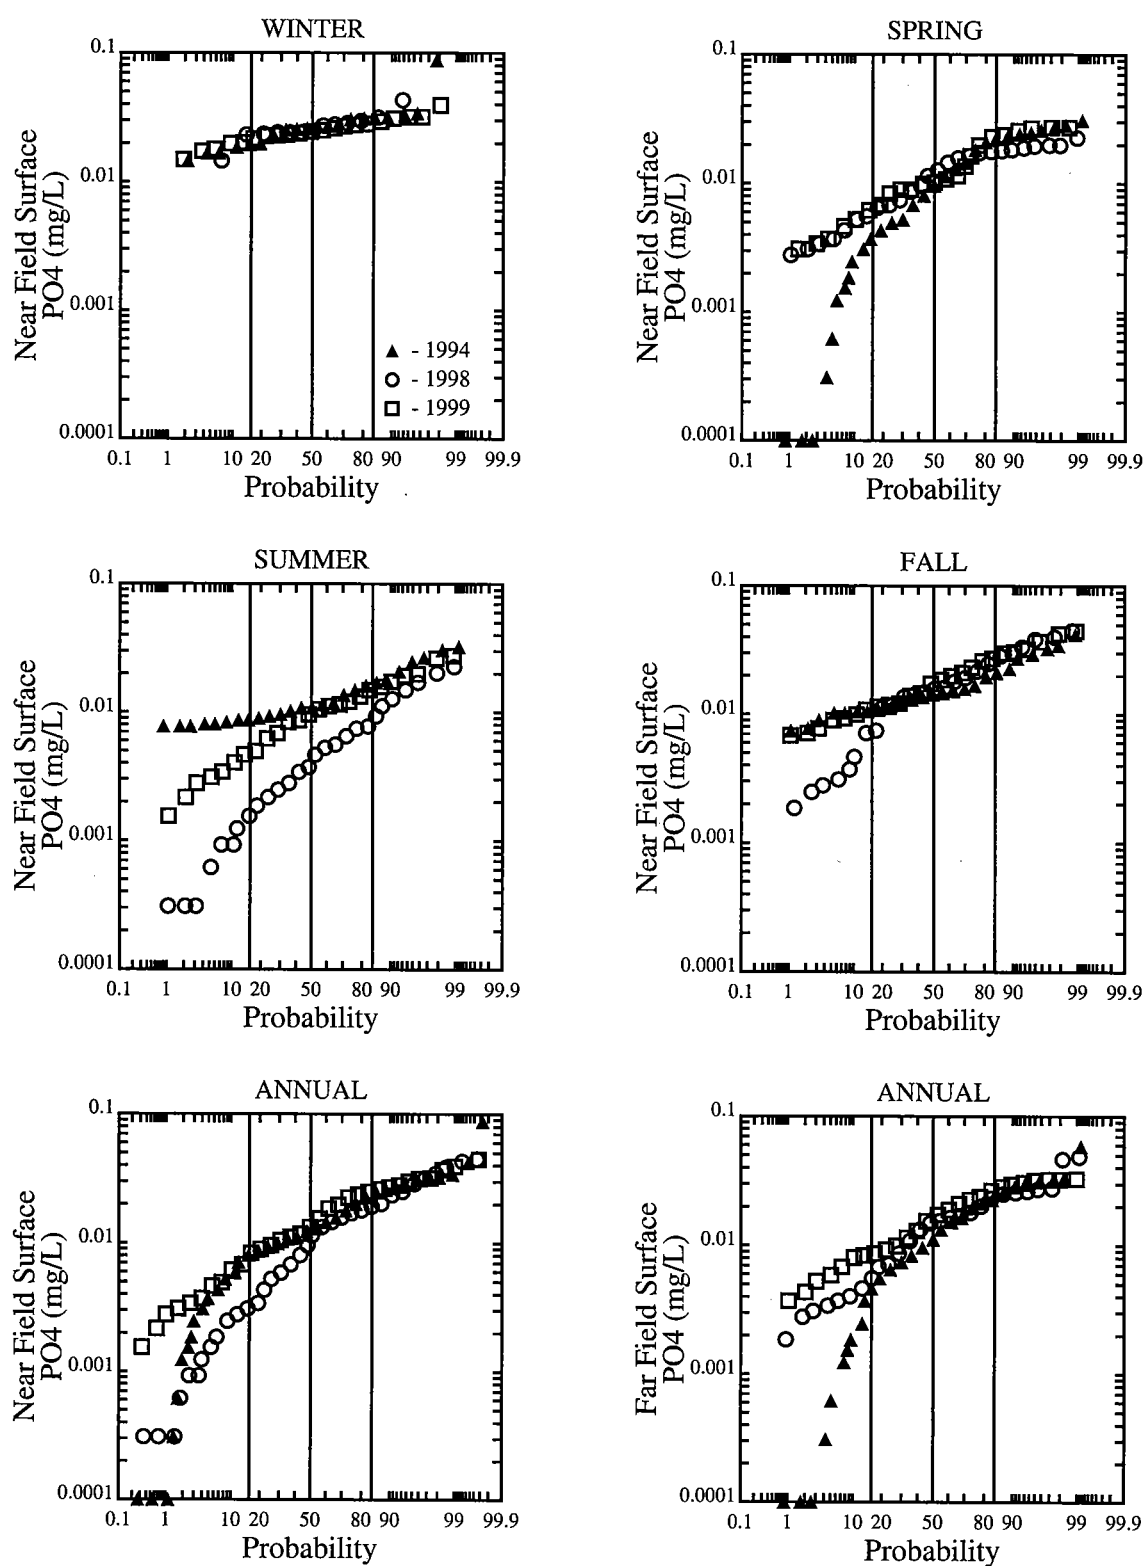 WINTER
0.1
0.01
0.001
0.0001
Near Field Surface
PO4 (mg/L)
▲ - 1994
○ - 1998
□ - 1999
0.1 1 10 20 50 80 90 99 99.9
Probability
SPRING
0.1
0.01
0.001
0.0001
Near Field Surface
PO4 (mg/L)
0.1 1 10 20 50 80 90 99 99.9
Probability
SUMMER
0.1
0.01
0.001
0.0001
Near Field Surface
PO4 (mg/L)
0.1 1 10 20 50 80 90 99 99.9
Probability
FALL
0.1
0.01
0.001
0.0001
Near Field Surface
PO4 (mg/L)
0.1 1 10 20 50 80 90 99 99.9
Probability
ANNUAL
0.1
0.01
0.001
0.0001
Near Field Surface
PO4 (mg/L)
0.1 1 10 20 50 80 90 99 99.9
Probability
ANNUAL
0.1
0.01
0.001
0.0001
Far Field Surface
PO4 (mg/L)
0.1 1 10 20 50 80 90 99 99.9
Probability